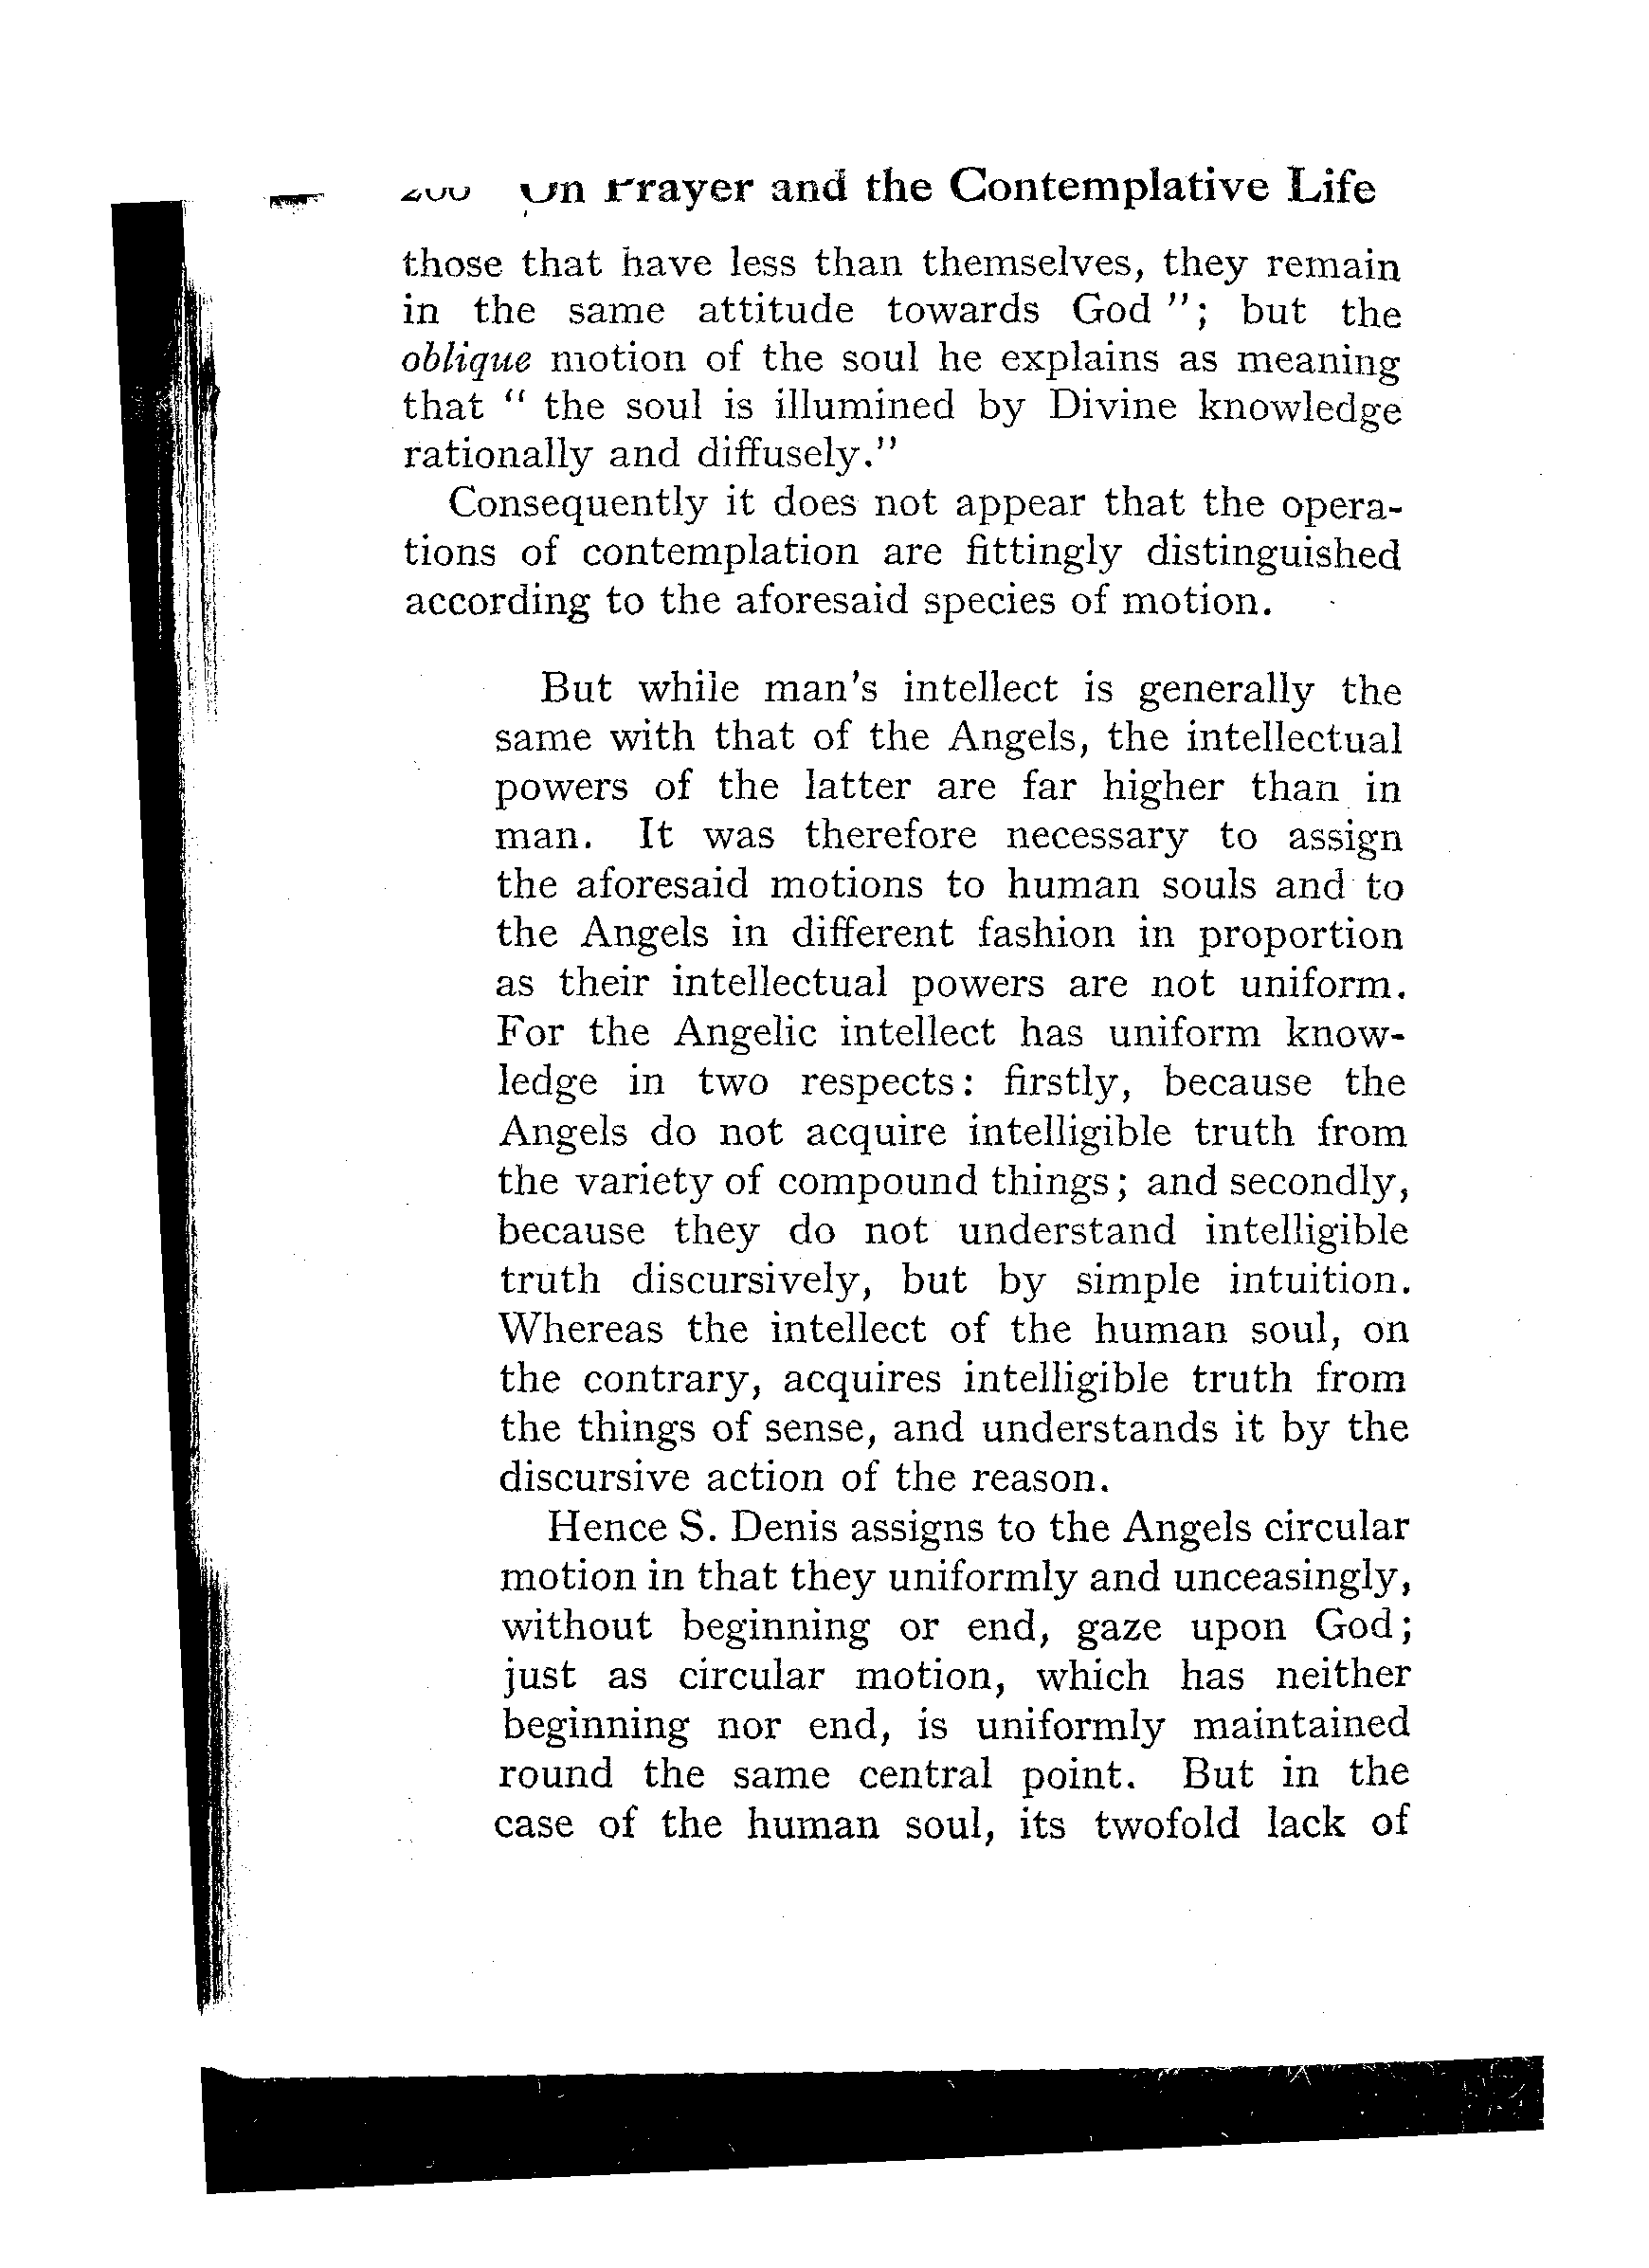 On Prayer and the Contemplative Life
those that have less than themselves, they remain
in the same attitude towards God "; but the
oblique motion of the soul he explains as meaning
that " the soul is illumined by Divine knowledge
rationally and diffusely."
Consequently it does not appear that the opera-
tions of contemplation are fittingly distinguished
according to the aforesaid species of motion.
But while man's intellect is generally the
same with that of the Angels, the intellectual
powers of the latter are far higher than in
man. It was therefore necessary to assign
the aforesaid motions to human souls and to
the Angels in different fashion in proportion
as their intellectual powers are not uniform.
For the Angelic intellect has uniform know-
ledge in two respects: firstly, because the
Angels do not acquire intelligible truth from
the variety of compound things; and secondly,
because they do not understand intelligible
truth discursively, but by simple intuition.
Whereas the intellect of the human soul, on
the contrary, acquires intelligible truth from
the things of sense, and understands it by the
discursive action of the reason.
Hence S. Denis assigns to the Angels circular
motion in that they uniformly and unceasingly,
without beginning or end, gaze upon God;
just as circular motion, which has neither
beginning nor end, is uniformly maintained
round the same central point. But in the
case of the human soul, its twofold lack of